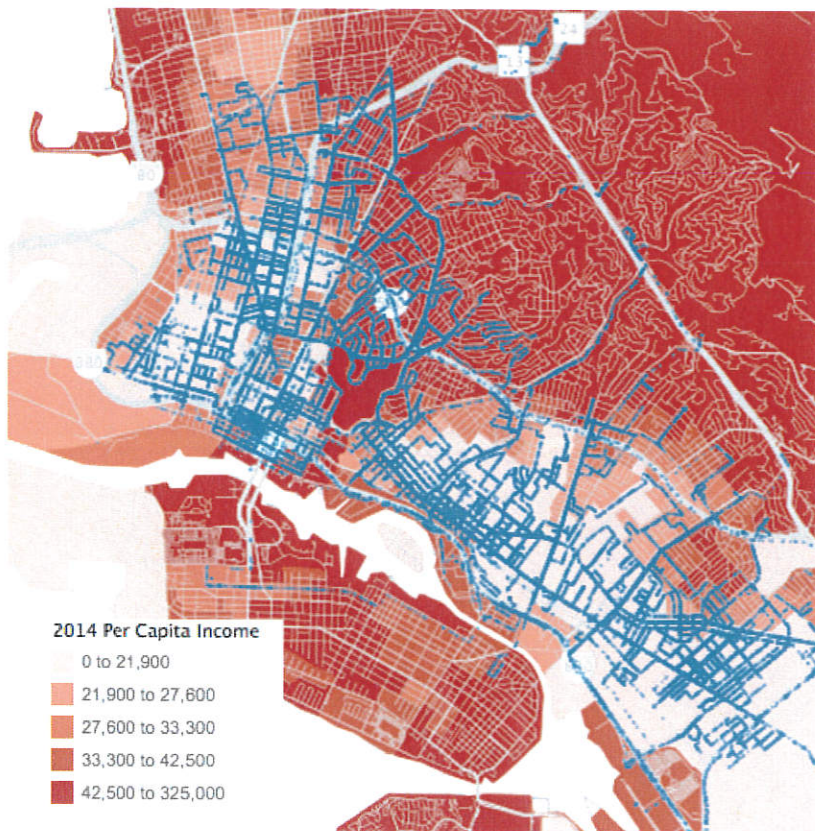 24
13
80
880
2014 Per Capita Income
0 to 21,900
21,900 to 27,600
27,600 to 33,300
33,300 to 42,500
42,500 to 325,000